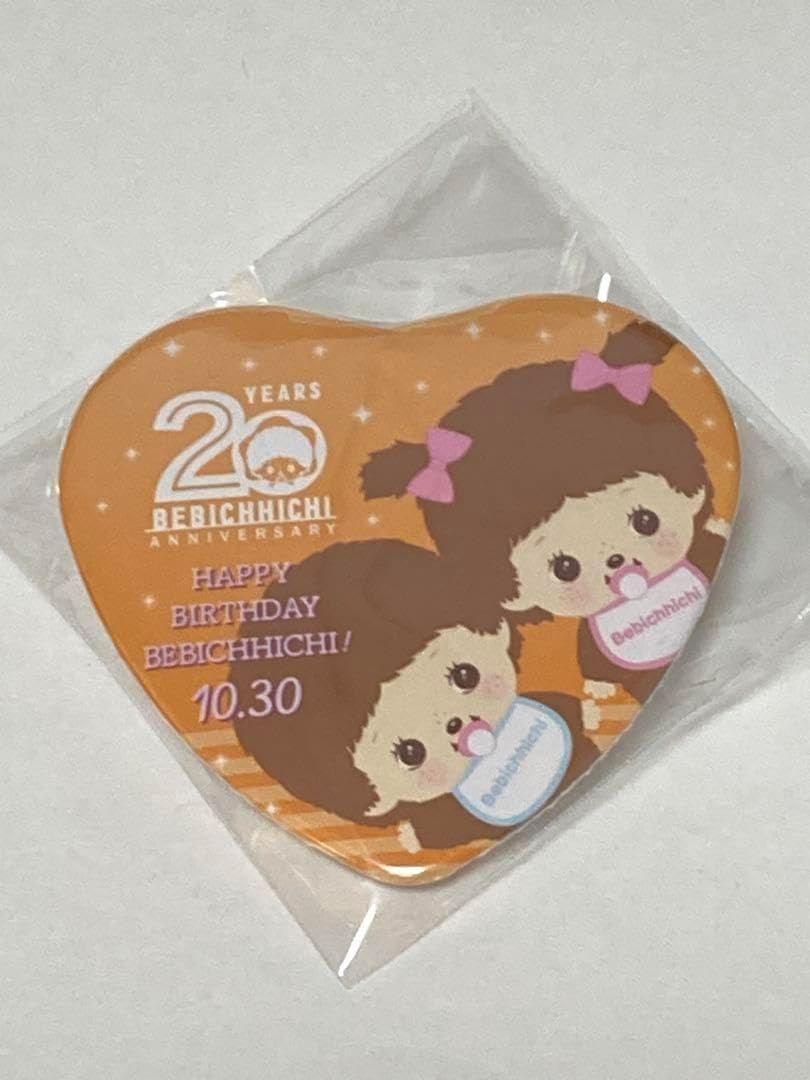 20 YEARS
BEBICHHICHI
ANNIVERSARY
HAPPY
BIRTHDAY
BEBICHHICHI!
10.30
Bebichhichi
Bebichhichi